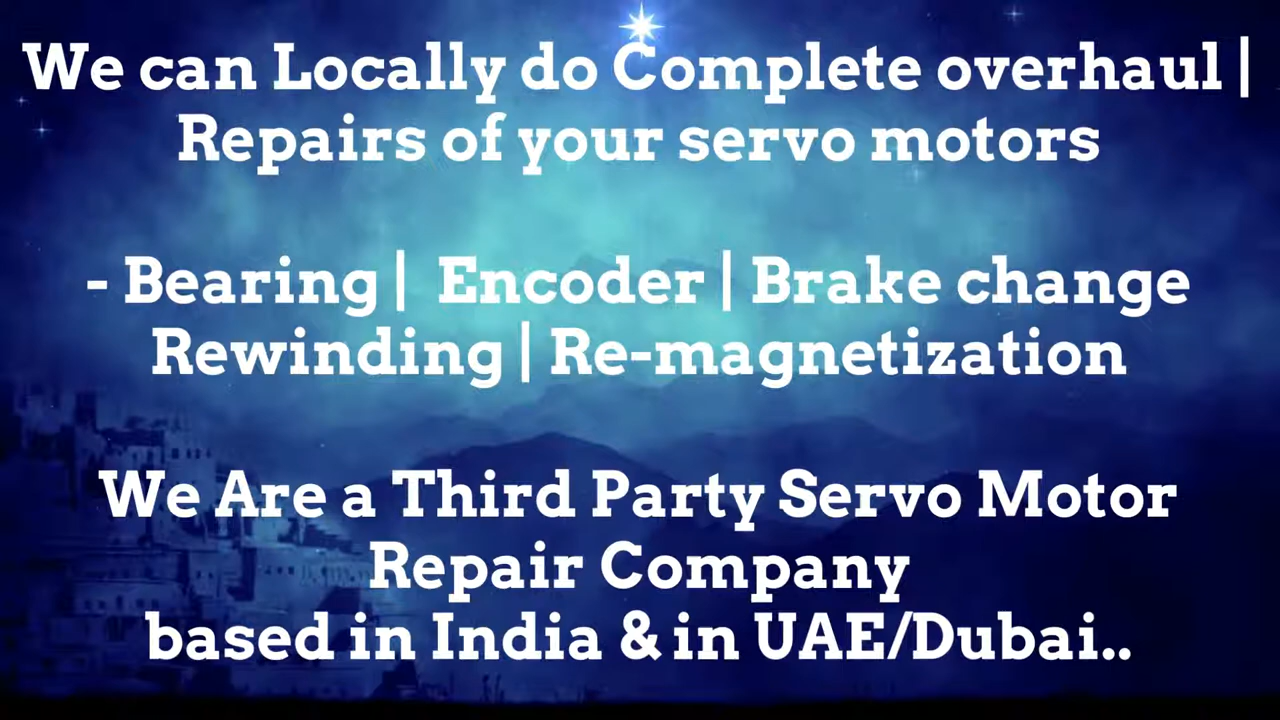 We can Locally do Complete overhaul |
Repairs of your servo motors
- Bearing | Encoder | Brake change
Rewinding | Re-magnetization
We Are a Third Party Servo Motor
Repair Company
based in India & in UAE/Dubai..